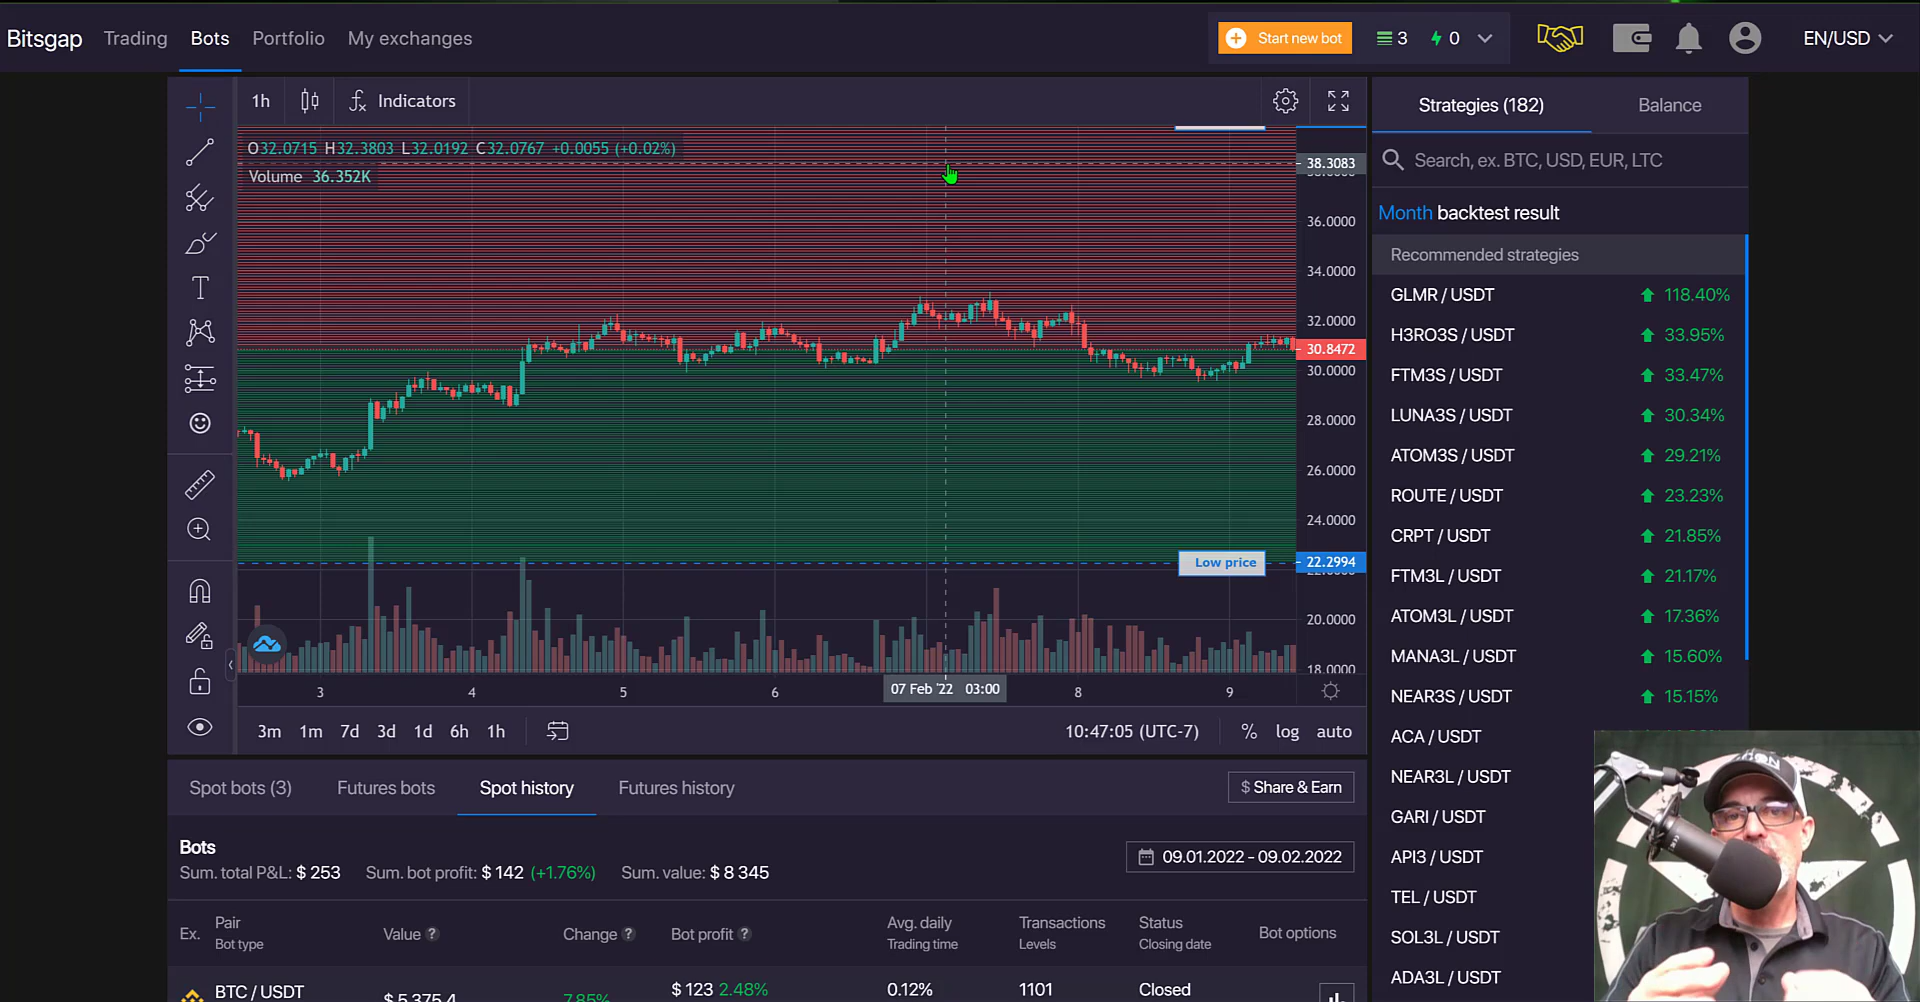 Bitsgap Trading Bots Portfolio My exchanges Start new bot 3 0 EN/USD
1h Indicators
O32.0715 H32.3803 L32.0192 C32.0767 +0.0055 (+0.02%)
Volume 36.352K
38.3083
36.0000
34.0000
32.0000
30.8472
30.0000
28.0000
26.0000
24.0000
Low price 22.2994
20.0000
18.0000
3 4 5 6 07 Feb '22 03:00 8 9
3m 1m 7d 3d 1d 6h 1h 10:47:05 (UTC-7) % log auto
Strategies (182) Balance
Search, ex. BTC, USD, EUR, LTC
Month backtest result
Recommended strategies
GLMR / USDT 118.40%
H3RO3S / USDT 33.95%
FTM3S / USDT 33.47%
LUNA3S / USDT 30.34%
ATOM3S / USDT 29.21%
ROUTE / USDT 23.23%
CRPT / USDT 21.85%
FTM3L / USDT 21.17%
ATOM3L / USDT 17.36%
MANA3L / USDT 15.60%
NEAR3S / USDT 15.15%
ACA / USDT
NEAR3L / USDT
GARI / USDT
API3 / USDT
TEL / USDT
SOL3L / USDT
ADA3L / USDT
Spot bots (3) Futures bots Spot history Futures history $ Share & Earn
Bots
Sum. total P&L: $ 253 Sum. bot profit: $ 142 (+1.76%) Sum. value: $ 8 345
09.01.2022 - 09.02.2022
Ex. Pair Value ? Change ? Bot profit ? Avg. daily Transactions Status Bot options
Bot type Trading time Levels Closing date
BTC / USDT $ 5 375.4 7.85% $ 123 2.48% 0.12% 1101 Closed